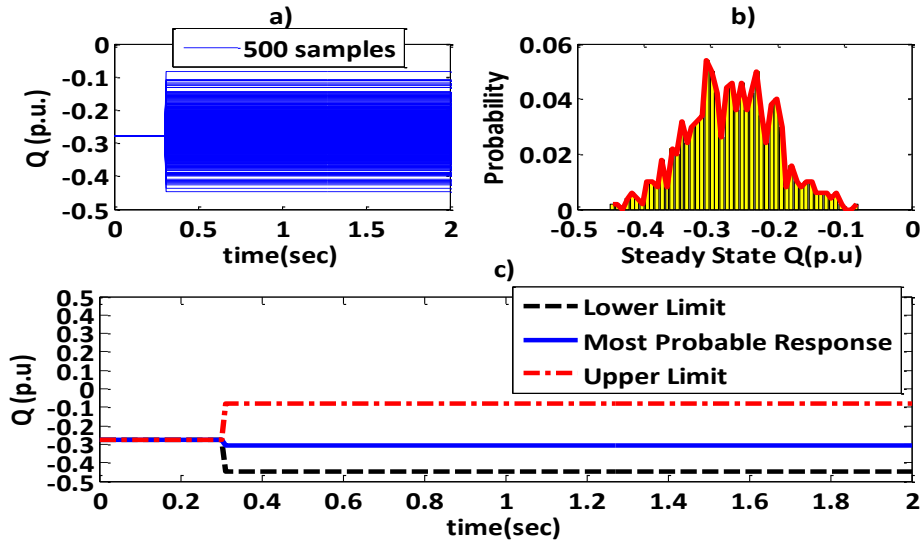 a)
500 samples
0
-0.1
-0.2
-0.3
-0.4
-0.5
Q (p.u.)
0 0.5 1 1.5 2
time(sec)
b)
0.06
0.04
0.02
0
Probability
-0.5 -0.4 -0.3 -0.2 -0.1 0
Steady State Q(p.u)
c)
Lower Limit
Most Probable Response
Upper Limit
0.5
0.5
0.4
0.3
0.2
0.1
0
-0.1
-0.1
-0.3
-0.4
-0.5
Q (p.u)
0 0.2 0.4 0.6 0.8 1 1.2 1.4 1.6 1.8 2
time(sec)